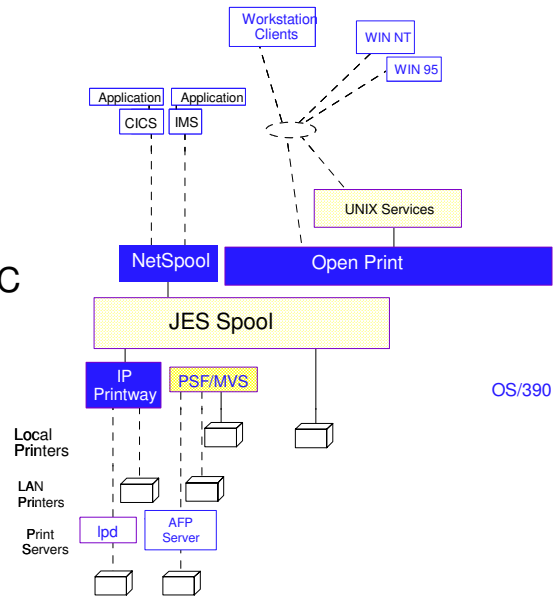 Workstation
Clients
WIN NT
WIN 95
Application
Application
CICS
IMS
UNIX Services
NetSpool
Open Print
C
JES Spool
IP
Printway
PSF/MVS
OS/390
Local
Printers
LAN
Printers
Print
Servers
lpd
AFP
Server